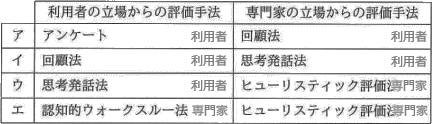 利用者の立場からの評価手法 専門家の立場からの評価手法
ア アンケート 利用者 回顧法 利用者
イ 回顧法 利用者 思考発話法 利用者
ウ 思考発話法 利用者 ヒューリスティック評価法 専門家
エ 認知的ウォークスルー法 専門家 ヒューリスティック評価法 専門家